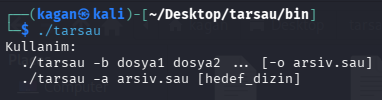 ┌──(kagan㉿kali)-[~/Desktop/tarsau/bin]
└─$ ./tarsau
Kullanim:
  ./tarsau -b dosya1 dosya2 ... [-o arsiv.sau]
  ./tarsau -a arsiv.sau [hedef_dizin]